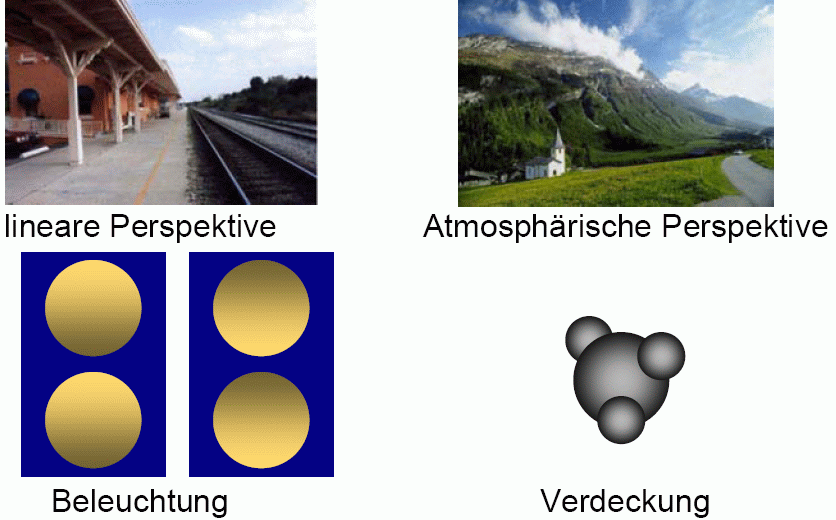 lineare Perspektive
Atmosphärische Perspektive
Beleuchtung
Verdeckung